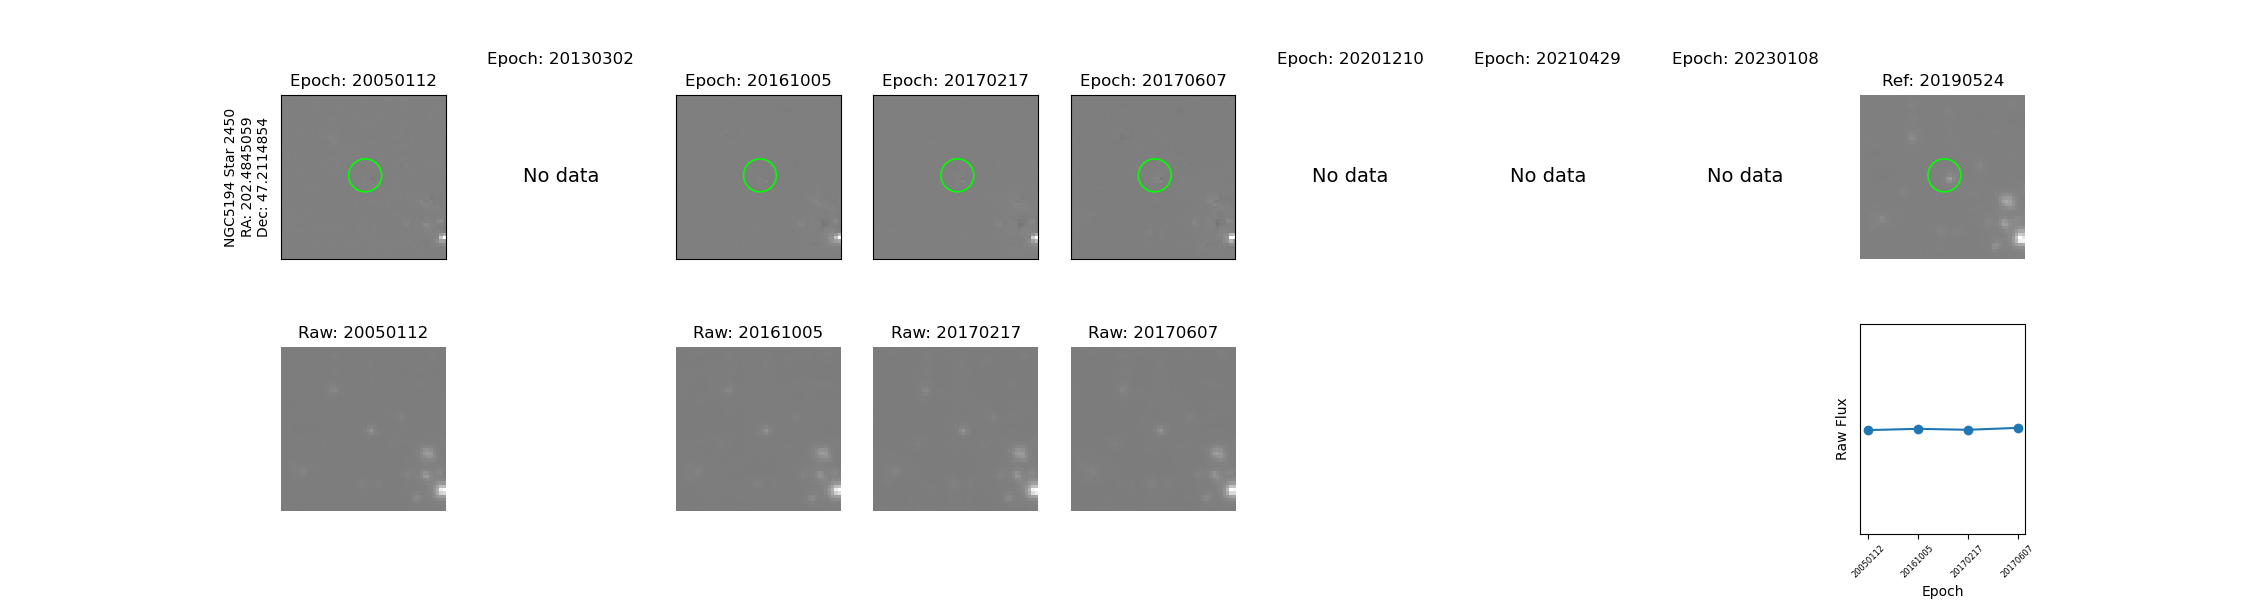 Epoch: 20130302
Epoch: 20201210
Epoch: 20210429
Epoch: 20230108
Epoch: 20050112
Epoch: 20161005
Epoch: 20170217
Epoch: 20170607
Ref: 20190524
NGC5194 Star 2450
RA: 202.4845059
Dec: 47.2114854
No data
No data
No data
No data
Raw: 20050112
Raw: 20161005
Raw: 20170217
Raw: 20170607
Raw Flux
20050112
20161005
20170217
20170607
Epoch